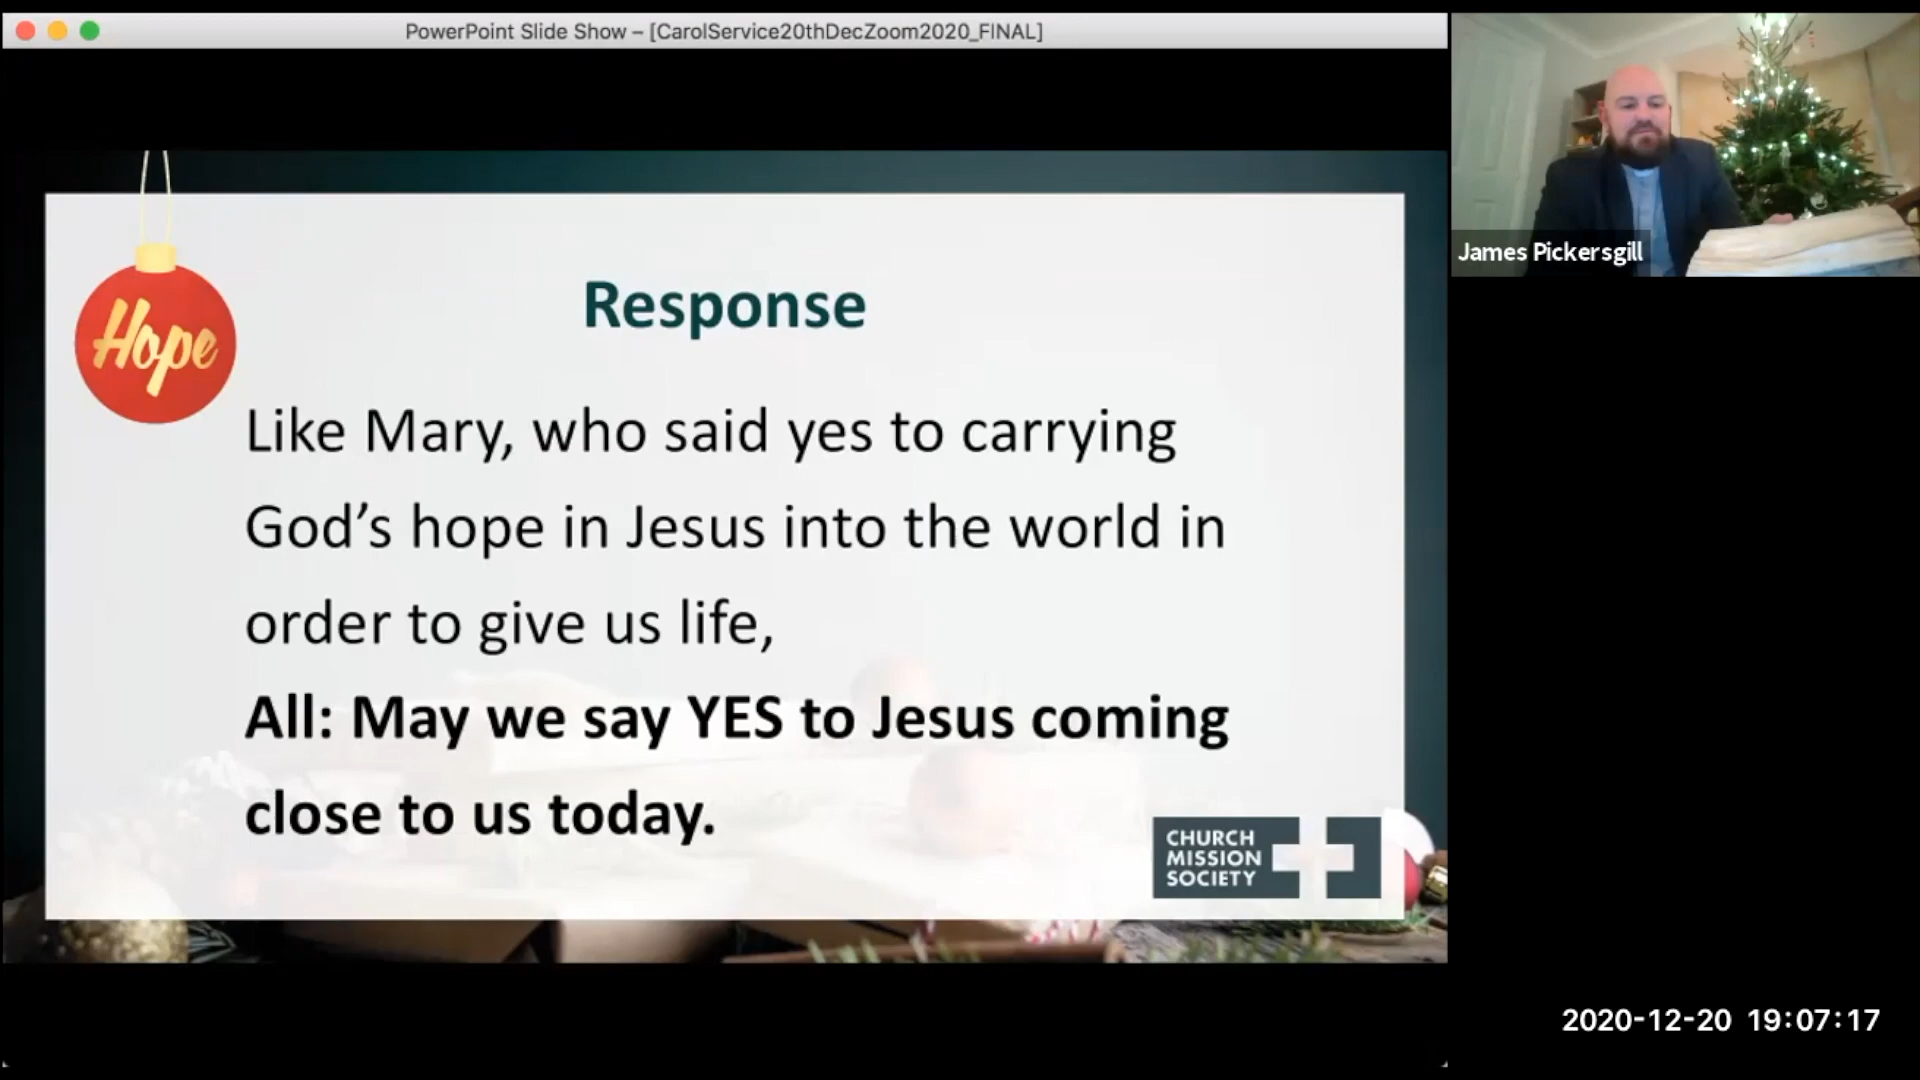 PowerPoint Slide Show – [CarolService20thDecZoom2020_FINAL]
James Pickersgill
Hope
Response
Like Mary, who said yes to carrying
God’s hope in Jesus into the world in
order to give us life,
All: May we say YES to Jesus coming
close to us today.
CHURCH
MISSION
SOCIETY
2020-12-20 19:07:17